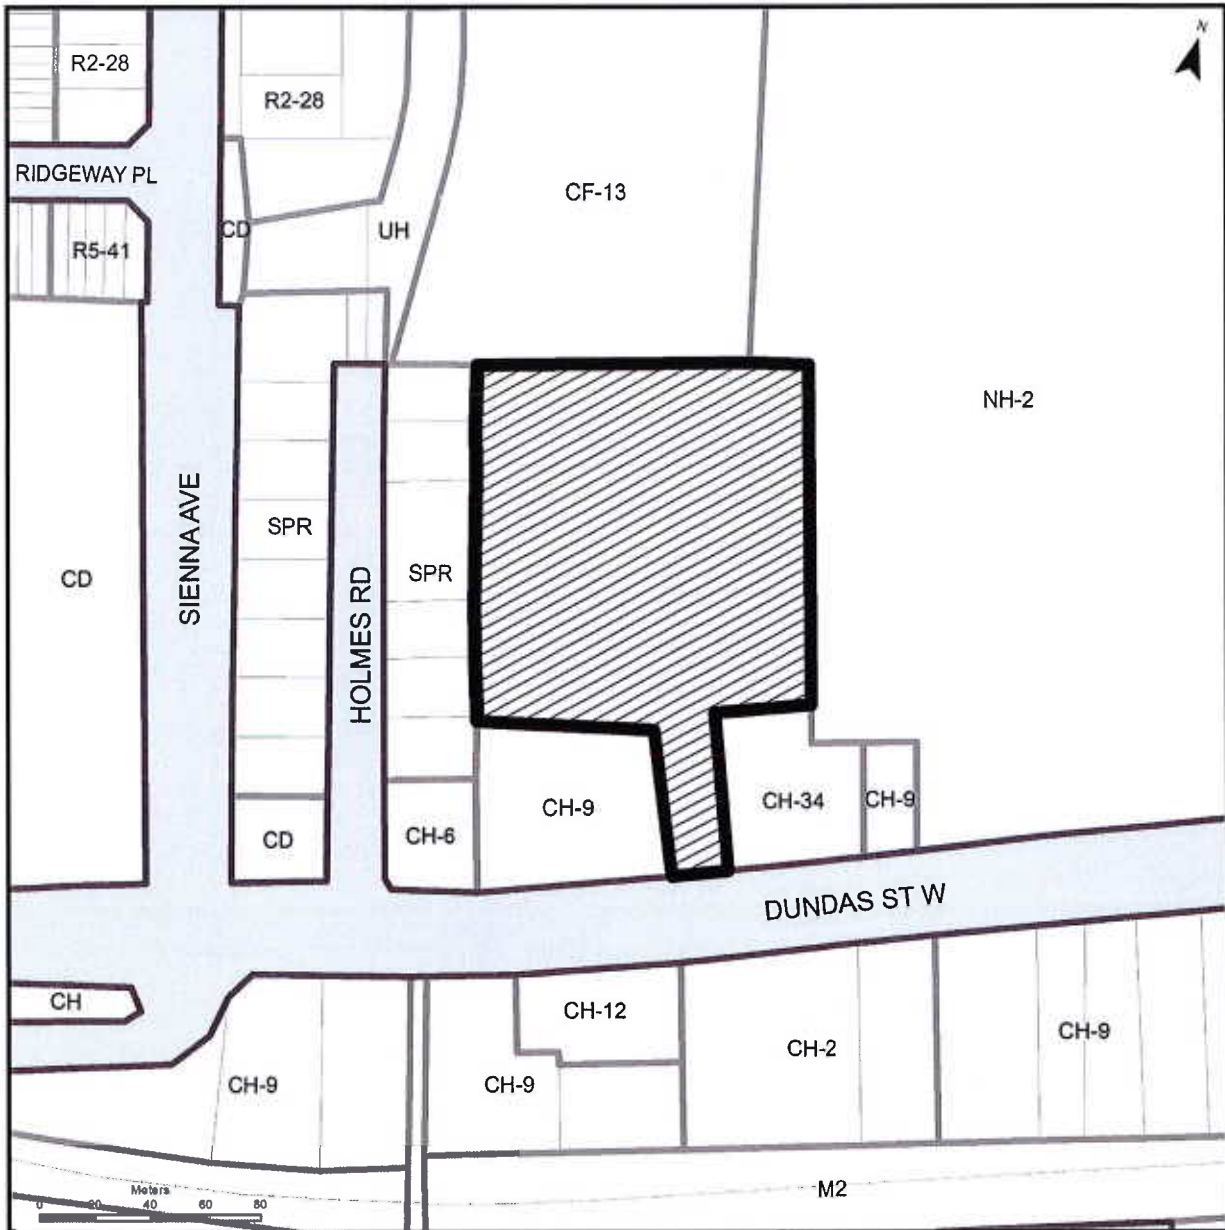 N
R2-28
R2-28
RIDGEWAY PL
CF-13
CD
UH
R5-41
NH-2
SIENNA AVE
SPR
HOLMES RD
SPR
CD
CH-9
CH-34
CH-9
CD
CH-6
DUNDAS ST W
CH
CH-12
CH-2
CH-9
CH-9
CH-9
M2
Meters
0 20 40 60 80